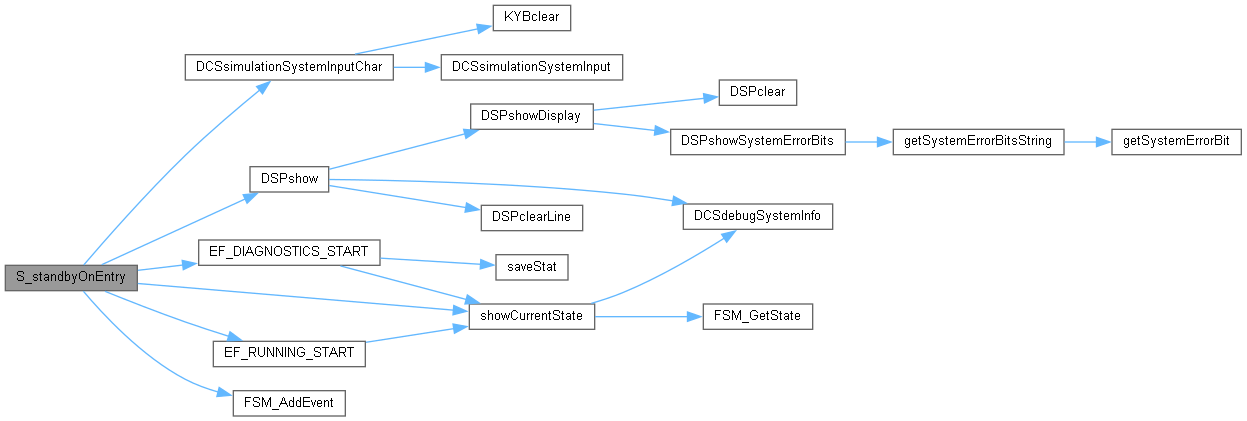 KYBclear
DCSsimulationSystemInputChar
DCSsimulationSystemInput
DSPclear
DSPshowDisplay
DSPshowSystemErrorBits
getSystemErrorBitsString
getSystemErrorBit
DSPshow
DSPclearLine
DCSdebugSystemInfo
EF_DIAGNOSTICS_START
saveStat
S_standbyOnEntry
showCurrentState
FSM_GetState
EF_RUNNING_START
FSM_AddEvent